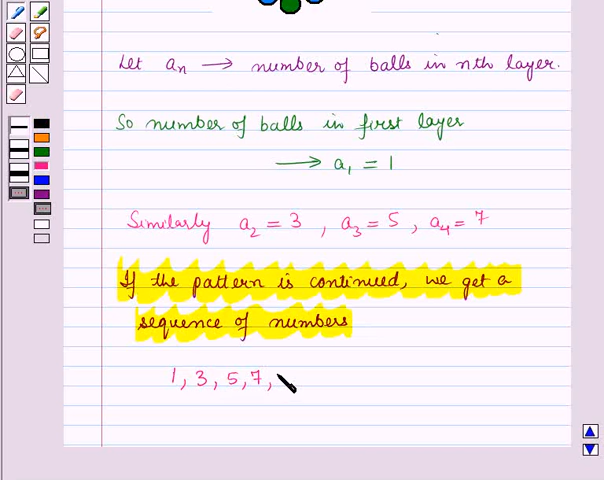 Let an → number of balls in nth layer.
So number of balls in first layer
→ a₁ = 1
Similarly a₂ = 3 , a₃ = 5 , a₄ = 7
If the pattern is continued, we get a
sequence of numbers
1, 3, 5, 7,